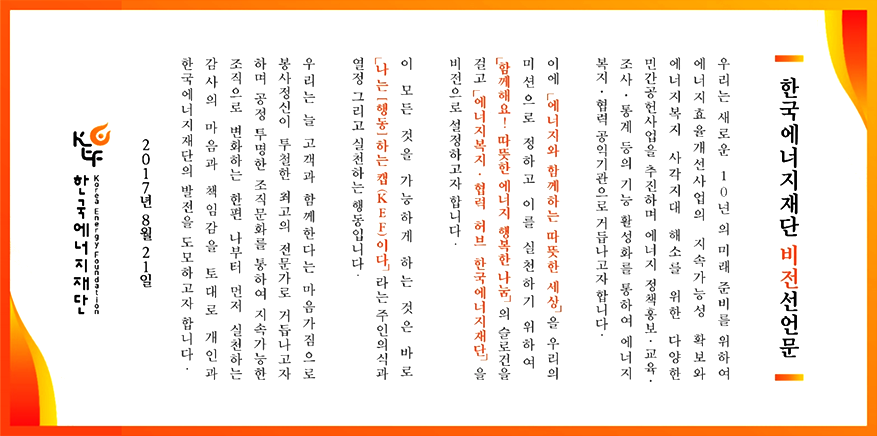 한국에너지재단 비전선언문
우리는 새로운 10년의 미래 준비를 위하여
에너지효율개선사업의 지속가능성 확보와
에너지복지 사각지대 해소를 위한 다양한
민간공헌사업을 추진하며 에너지 정책홍보·교육·
조사·통계 등의 기능 활성화를 통하여 에너지
복지·협력 공익기관으로 거듭나고자 합니다.
이에 「에너지와 함께하는 따뜻한 세상」을 우리의
미션으로 정하고 이를 실천하기 위하여
「함께해요! 따뜻한 에너지 행복한 나눔」의 슬로건을
걸고 「에너지복지·협력 허브 한국에너지재단」을
비전으로 설정하고자 합니다.
이 모든 것을 가능하게 하는 것은 바로
「나는 [행동]하는 캡(KEF)이다」라는 주인의식과
열정 그리고 실천하는 행동입니다.
우리는 늘 고객과 함께한다는 마음가짐으로
봉사정신이 투철한 최고의 전문가로 거듭나고자
하며 공정 투명한 조직문화를 통하여 지속가능한
조직으로 변화하는 한편 나부터 먼저 실천하는
감사의 마음과 책임감을 토대로 개인과
한국에너지재단의 발전을 도모하고자 합니다.
2017년 8월 21일
KEF
Korea Energy Foundation
한국에너지재단